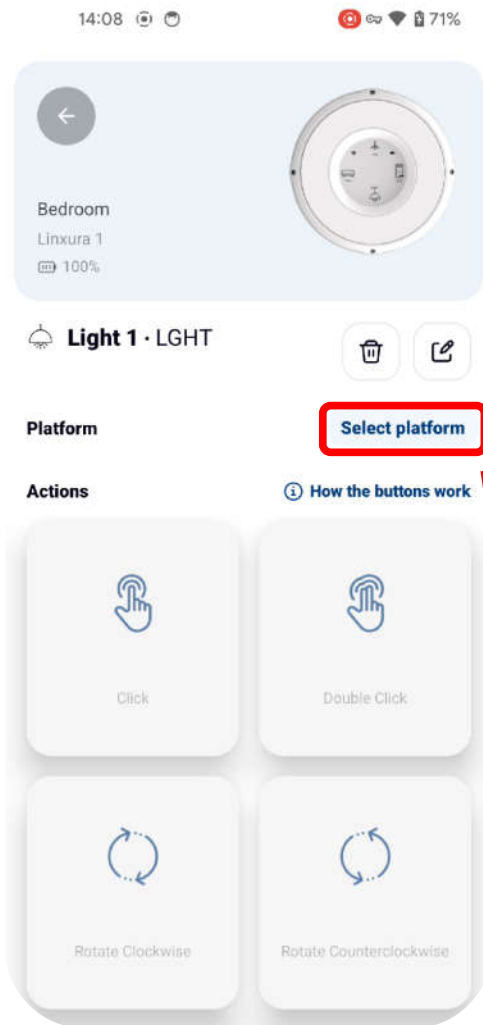 14:08 71%
Bedroom
Linxura 1
100%
Light 1 · LGHT
Platform Select platform
Actions How the buttons work
Click Double Click
Rotate Clockwise Rotate Counterclockwise